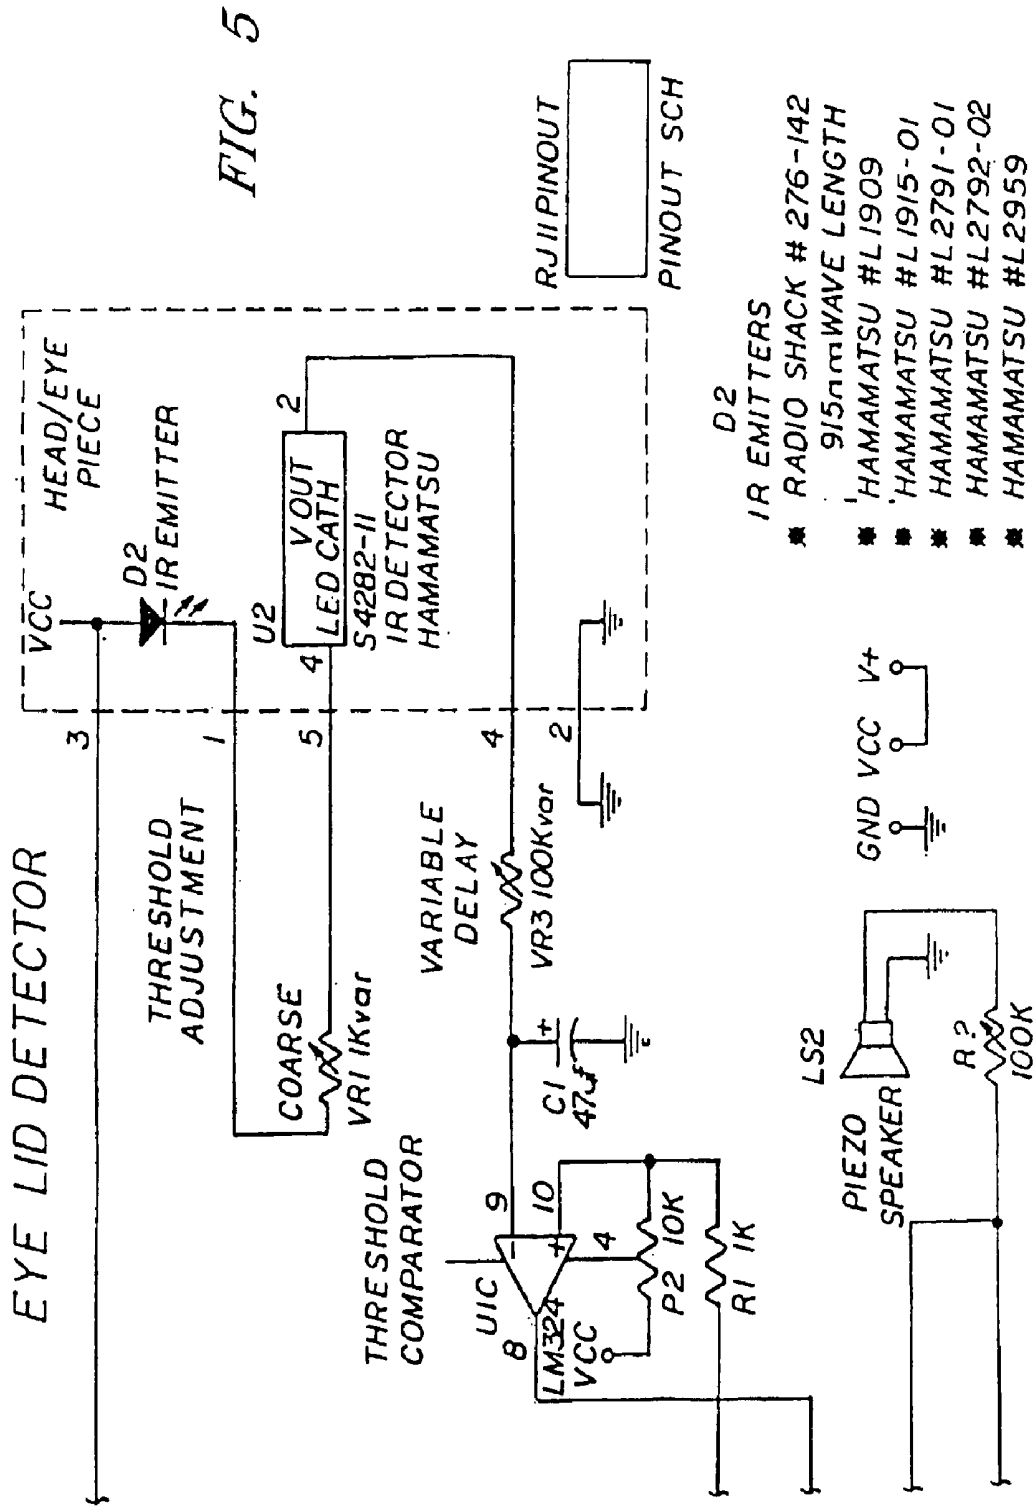 EYE LID DETECTOR
FIG. 5
VCC
HEAD/EYE
PIECE
3
D2
IR EMITTER
1
THRESHOLD
ADJUSTMENT
U2
2
V OUT
LED CATH
4
5
S4282-11
IR DETECTOR
HAMAMATSU
COARSE
VR1 1Kvar
VARIABLE
DELAY
4
VR3 100Kvar
2
RJ11 PINOUT
PINOUT SCH
THRESHOLD
COMPARATOR
U1C
9
10
8
4
LM324
VCC
C1
47uf
+
P2 10K
R1 1K
LS2
PIEZO
SPEAKER
R?
100K
GND VCC V+
D2
IR EMITTERS
* RADIO SHACK # 276-142
915nm WAVE LENGTH
* 'HAMAMATSU #L1909
* 'HAMAMATSU #L1915-01
* HAMAMATSU #L2791-01
* HAMAMATSU #L2792-02
* HAMAMATSU #L2959